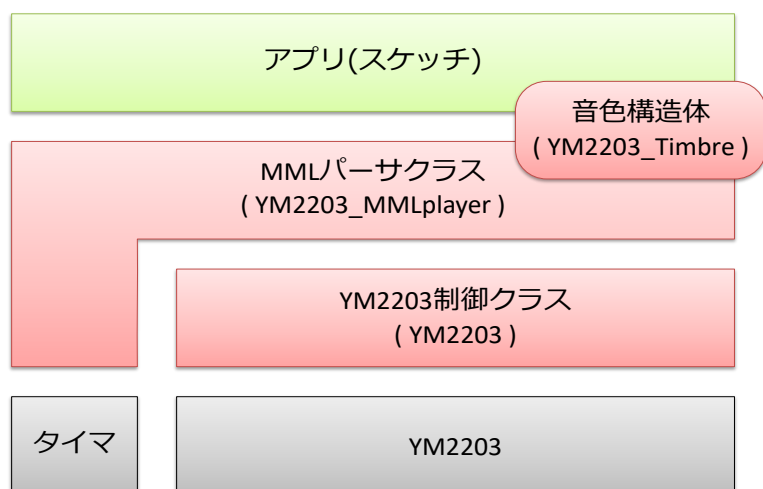 アプリ(スケッチ)
音色構造体
( YM2203_Timbre )
MMLパーサクラス
( YM2203_MMLplayer )
YM2203制御クラス
( YM2203 )
タイマ
YM2203